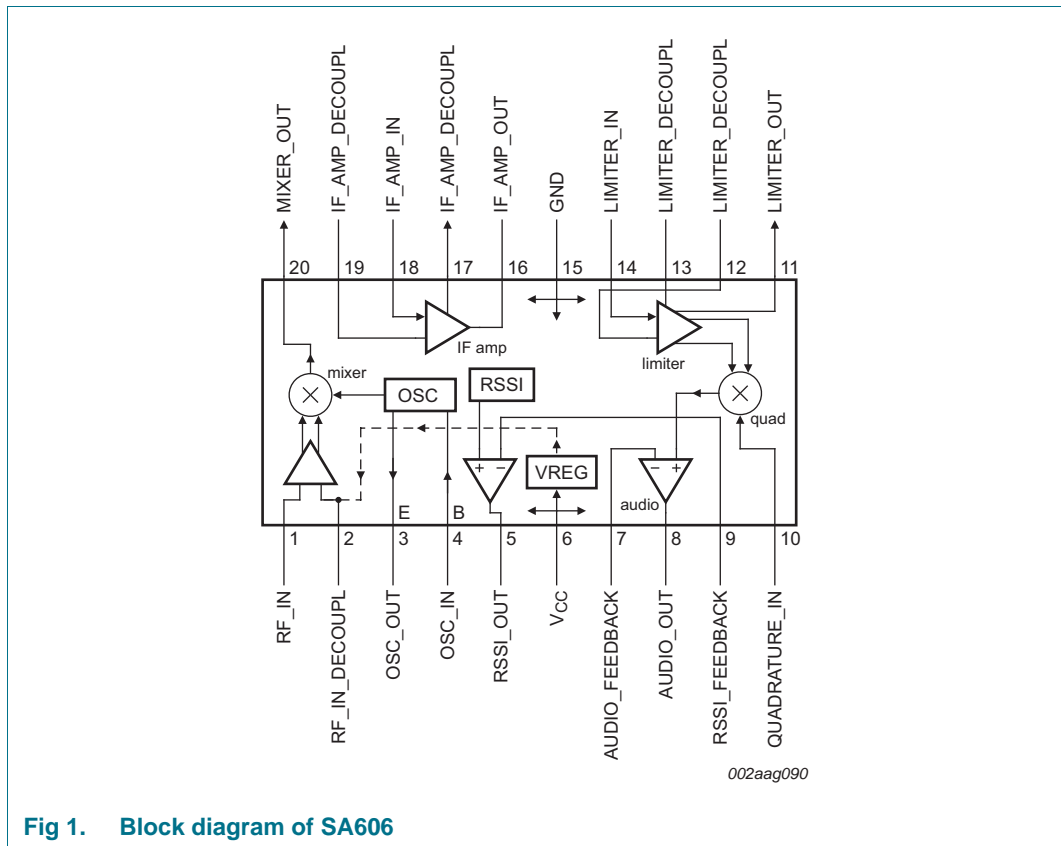 MIXER_OUT
IF_AMP_DECOUPL
IF_AMP_IN
IF_AMP_DECOUPL
IF_AMP_OUT
GND
LIMITER_IN
LIMITER_DECOUPL
LIMITER_DECOUPL
LIMITER_OUT
20 19 18 17 16 15 14 13 12 11
IF amp
limiter
mixer
OSC
RSSI
quad
+ −
VREG
− +
audio
E B
1 2 3 4 5 6 7 8 9 10
RF_IN
RF_IN_DECOUPL
OSC_OUT
OSC_IN
RSSI_OUT
VCC
AUDIO_FEEDBACK
AUDIO_OUT
RSSI_FEEDBACK
QUADRATURE_IN
002aag090
Fig 1. Block diagram of SA606